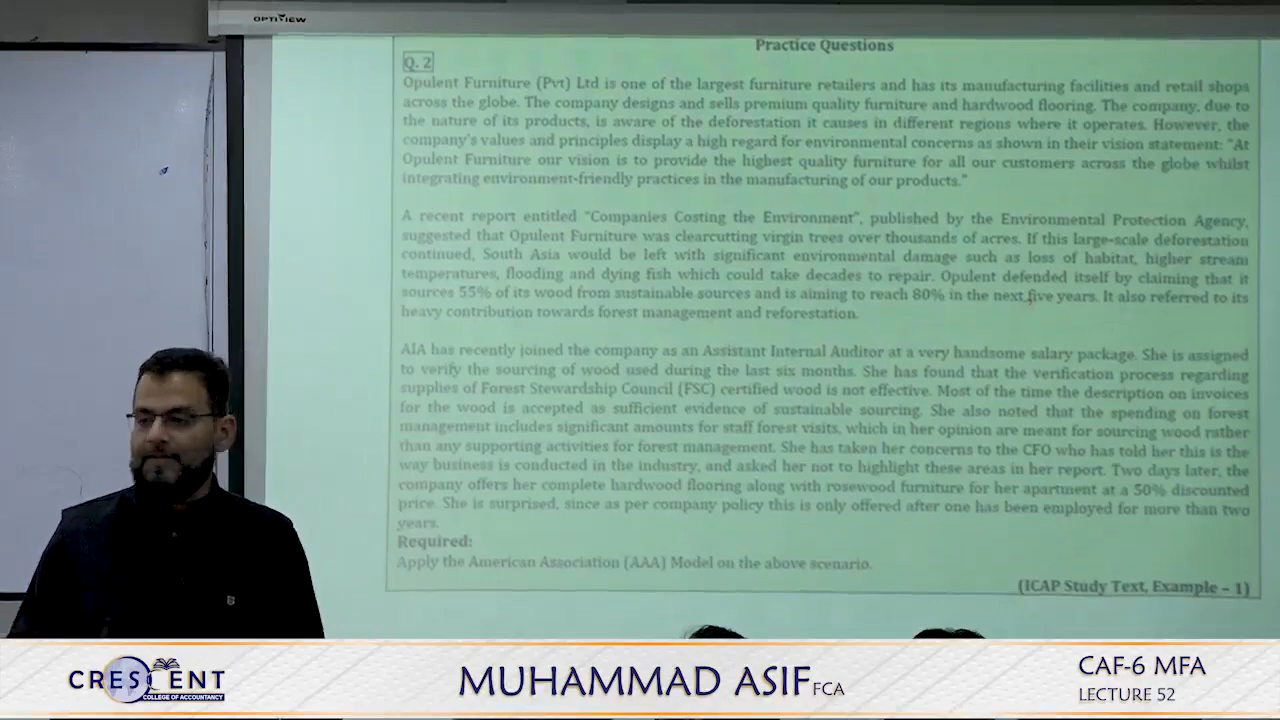 OPTIVIEW
Practice Questions
Q. 2
Opulent Furniture (Pvt) Ltd is one of the largest furniture retailers and has its manufacturing facilities and retail shops
across the globe. The company designs and sells premium quality furniture and hardwood flooring. The company, due to
the nature of its products, is aware of the deforestation it causes in different regions where it operates. However, the
company's values and principles display a high regard for environmental concerns as shown in their vision statement: "At
Opulent Furniture our vision is to provide the highest quality furniture for all our customers across the globe whilst
integrating environment-friendly practices in the manufacturing of our products."
A recent report entitled "Companies Costing the Environment", published by the Environmental Protection Agency,
suggested that Opulent Furniture was clearcutting virgin trees over thousands of acres. If this large-scale deforestation
continued, South Asia would be left with significant environmental damage such as loss of habitat, higher stream
temperatures, flooding and dying fish which could take decades to repair. Opulent defended itself by claiming that it
sources 55% of its wood from sustainable sources and is aiming to reach 80% in the next five years. It also referred to its
heavy contribution towards forest management and reforestation.
AIA has recently joined the company as an Assistant Internal Auditor at a very handsome salary package. She is assigned
to verify the sourcing of wood used during the last six months. She has found that the verification process regarding
supplies of Forest Stewardship Council (FSC) certified wood is not effective. Most of the time the description on invoices
for the wood is accepted as sufficient evidence of sustainable sourcing. She also noted that the spending on forest
management includes significant amounts for staff forest visits, which in her opinion are meant for sourcing wood rather
than any supporting activities for forest management. She has taken her concerns to the CFO who has told her this is the
way business is conducted in the industry, and asked her not to highlight these areas in her report. Two days later, the
company offers her complete hardwood flooring along with rosewood furniture for her apartment at a 50% discounted
price. She is surprised, since as per company policy this is only offered after one has been employed for more than two
years.
Required:
Apply the American Association (AAA) Model on the above scenario.
(ICAP Study Text, Example – 1)
CRESCENT
COLLEGE OF ACCOUNTANCY
MUHAMMAD ASIF FCA
CAF-6 MFA
LECTURE 52